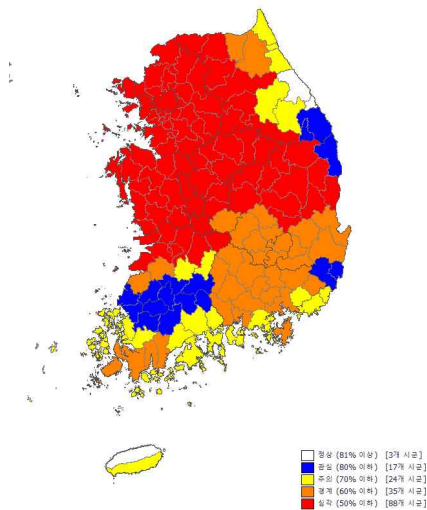 정상 (81% 이상) [3개 시군]
관심 (80% 이하) [17개 시군]
주의 (70% 이하) [24개 시군]
경계 (60% 이하) [35개 시군]
심각 (50% 이하) [88개 시군]